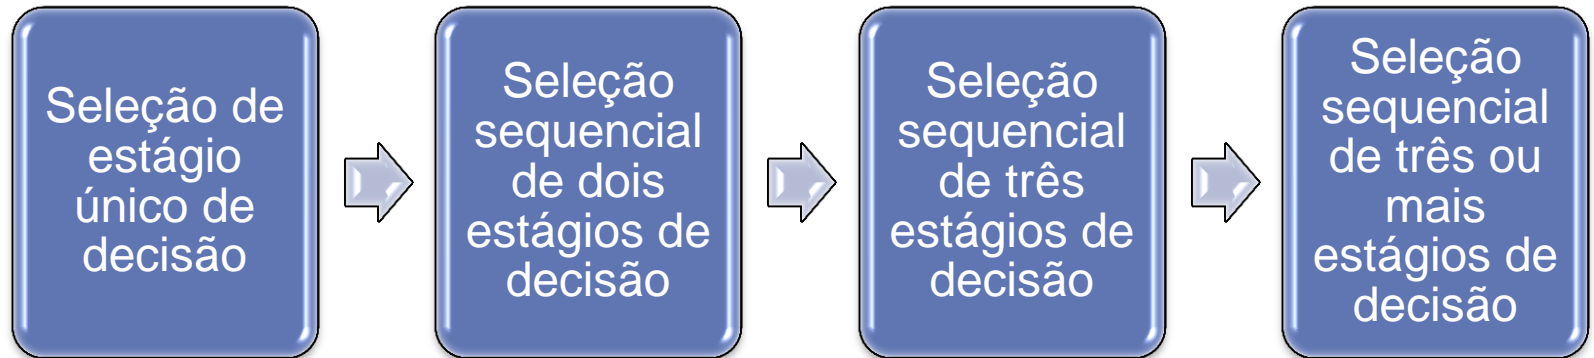 Seleção de
estágio
único de
decisão
Seleção
sequencial
de dois
estágios de
decisão
Seleção
sequencial
de três
estágios de
decisão
Seleção
sequencial
de três ou
mais
estágios de
decisão